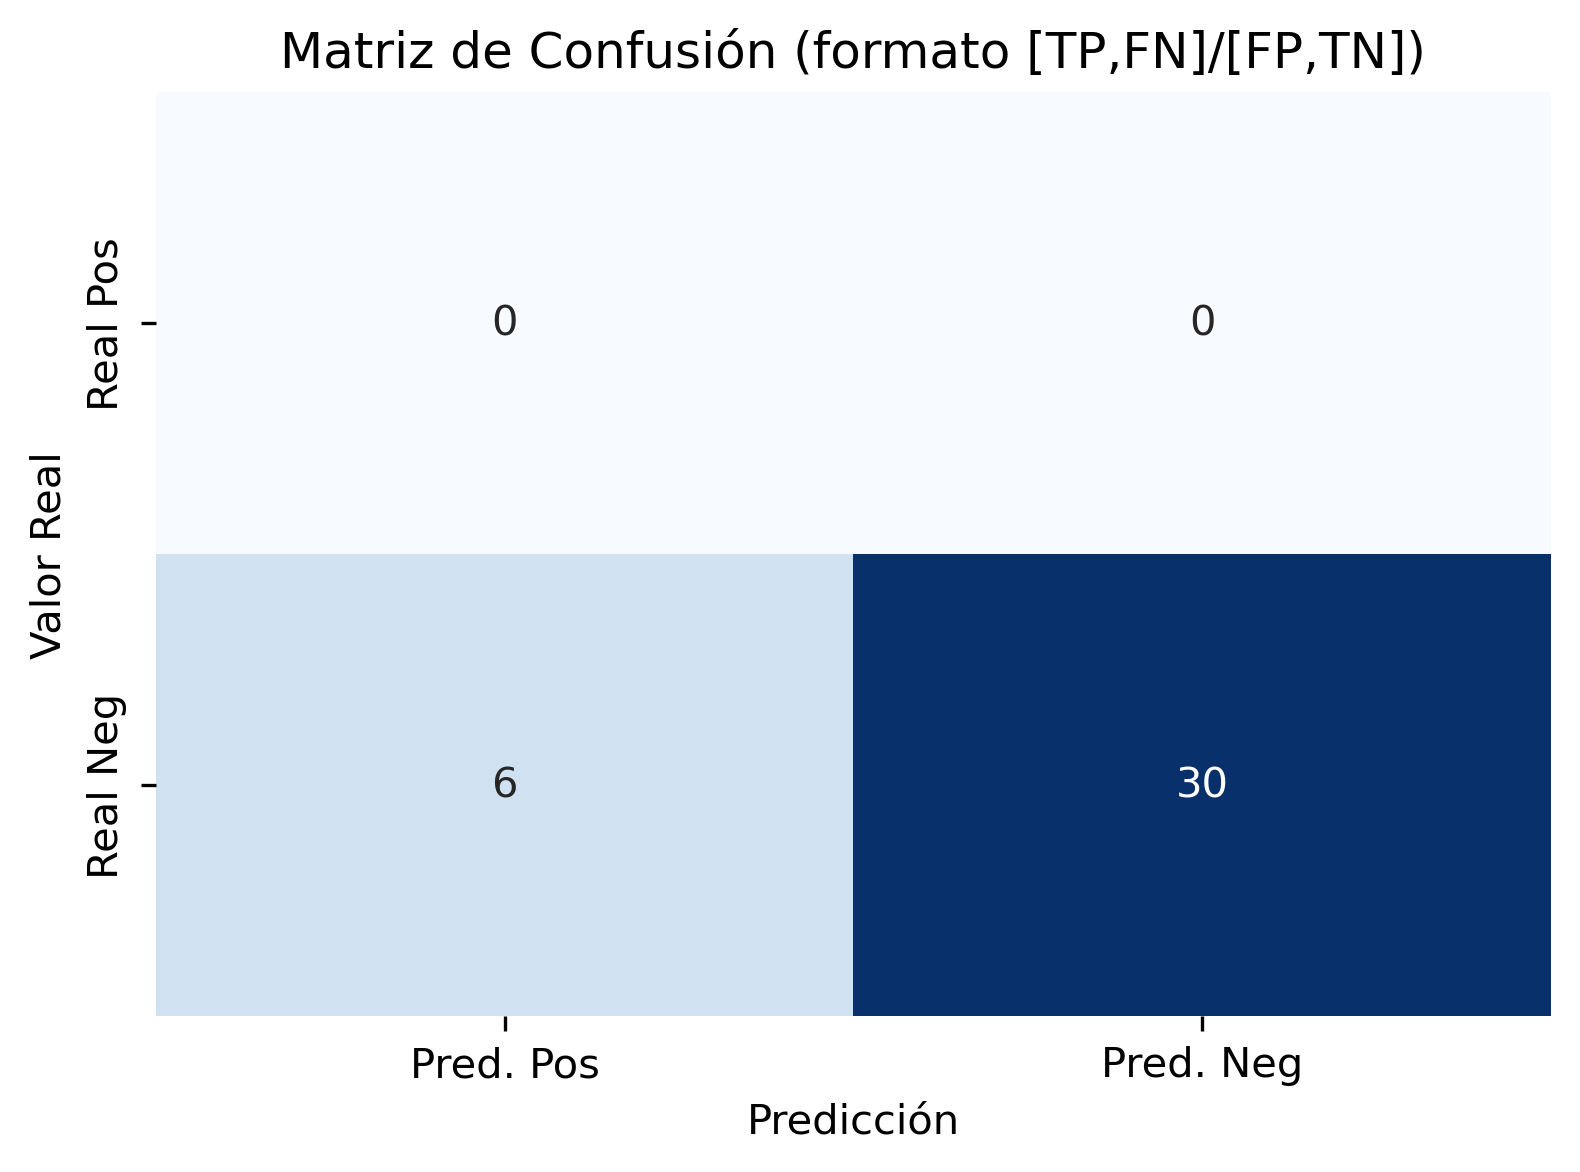 Matriz de Confusión (formato [TP,FN]/[FP,TN])
Valor Real
Real Pos
0 0
Real Neg
6 30
Pred. Pos Pred. Neg
Predicción